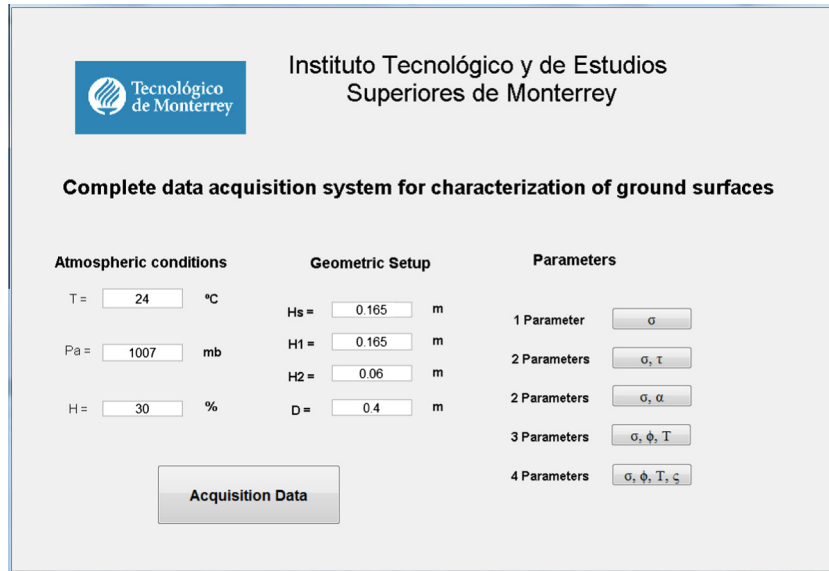 Tecnológico
de Monterrey
Instituto Tecnológico y de Estudios
Superiores de Monterrey
Complete data acquisition system for characterization of ground surfaces
Atmospheric conditions
T = 24 ºC
Pa = 1007 mb
H = 30 %
Geometric Setup
Hs = 0.165 m
H1 = 0.165 m
H2 = 0.06 m
D = 0.4 m
Parameters
1 Parameter σ
2 Parameters σ, τ
2 Parameters σ, α
3 Parameters σ, ϕ, T
4 Parameters σ, ϕ, T, ς
Acquisition Data